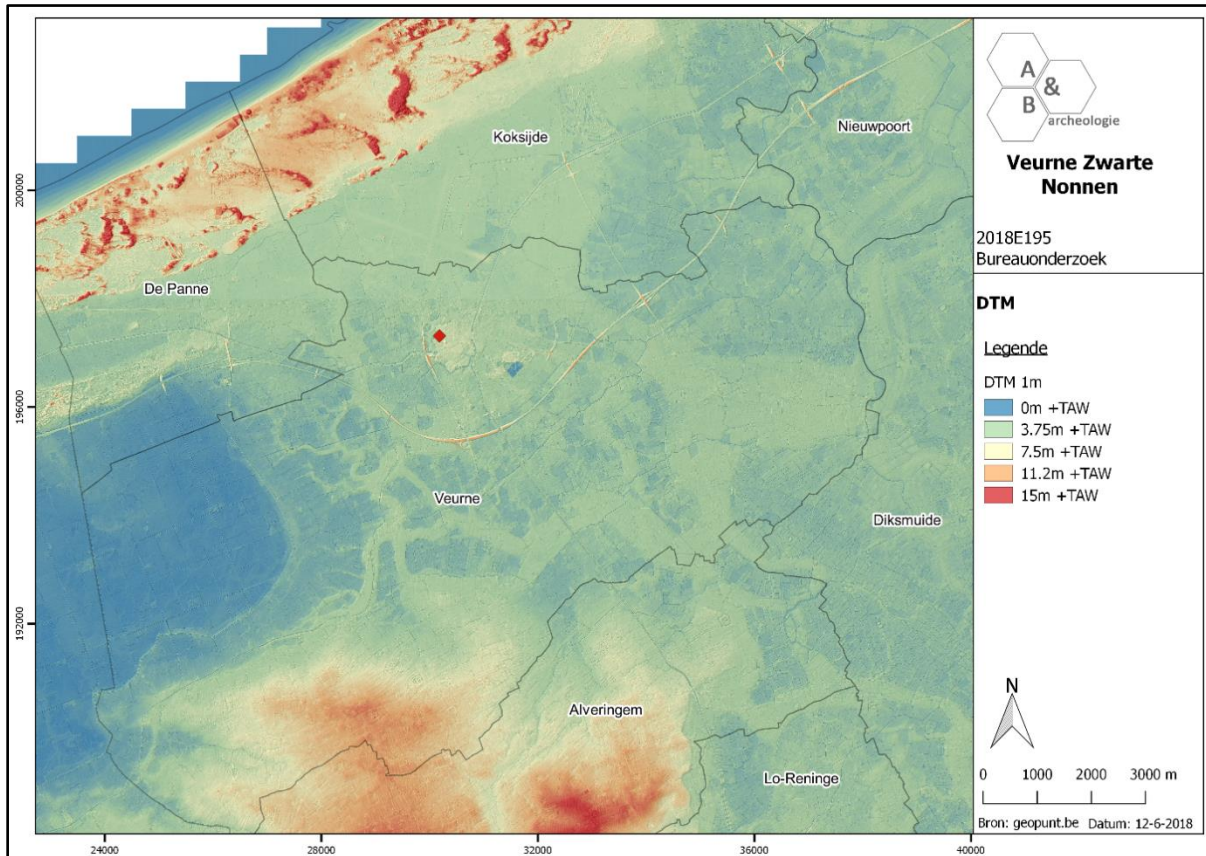 A
&
B
archeologie
Veurne Zwarte
Nonnen
2018E195
Bureauonderzoek
DTM
Legende
DTM 1m
0m +TAW
3.75m +TAW
7.5m +TAW
11.2m +TAW
15m +TAW
N
0 1000 2000 3000 m
Bron: geopunt.be Datum: 12-6-2018
Koksijde
Nieuwpoort
De Panne
Veurne
Diksmuide
Alveringem
Lo-Reninge
200000
196000
192000
24000 28000 32000 36000 40000